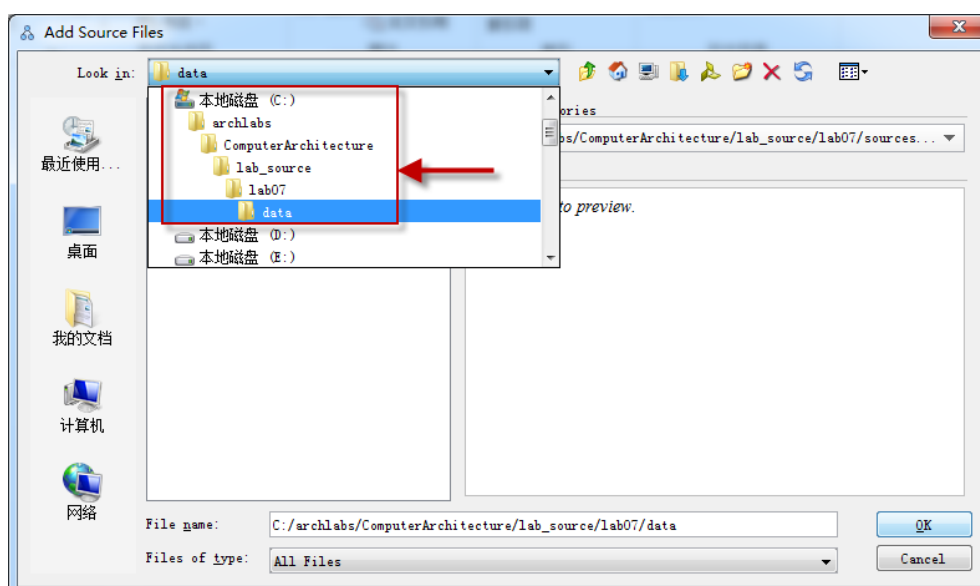 Add Source Files
Look in:
data
本地磁盘 (C:)
archlabs
ComputerArchitecture
lab_source
lab07
data
本地磁盘 (D:)
本地磁盘 (E:)
ories
os/ComputerArchitecture/lab_source/lab07/sources...
to preview.
最近使用...
桌面
我的文档
计算机
网络
File name:
C:/archlabs/ComputerArchitecture/lab_source/lab07/data
OK
Files of type:
All Files
Cancel